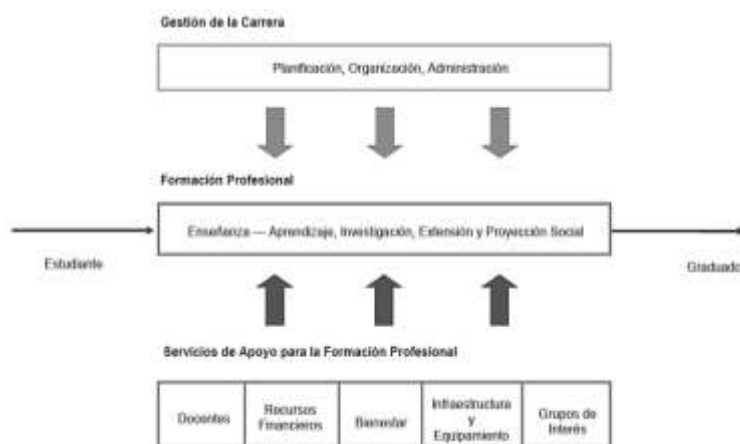 Gestión de la Carrera
Planificación, Organización, Administración
Formación Profesional
Enseñanza — Aprendizaje, Investigación, Extensión y Proyección Social
Estudiante
Graduado
Servicios de Apoyo para la Formación Profesional
Docentes
Recursos
Financieros
Bienestar
Infraestructura
y
Equipamiento
Grupos de
Interés